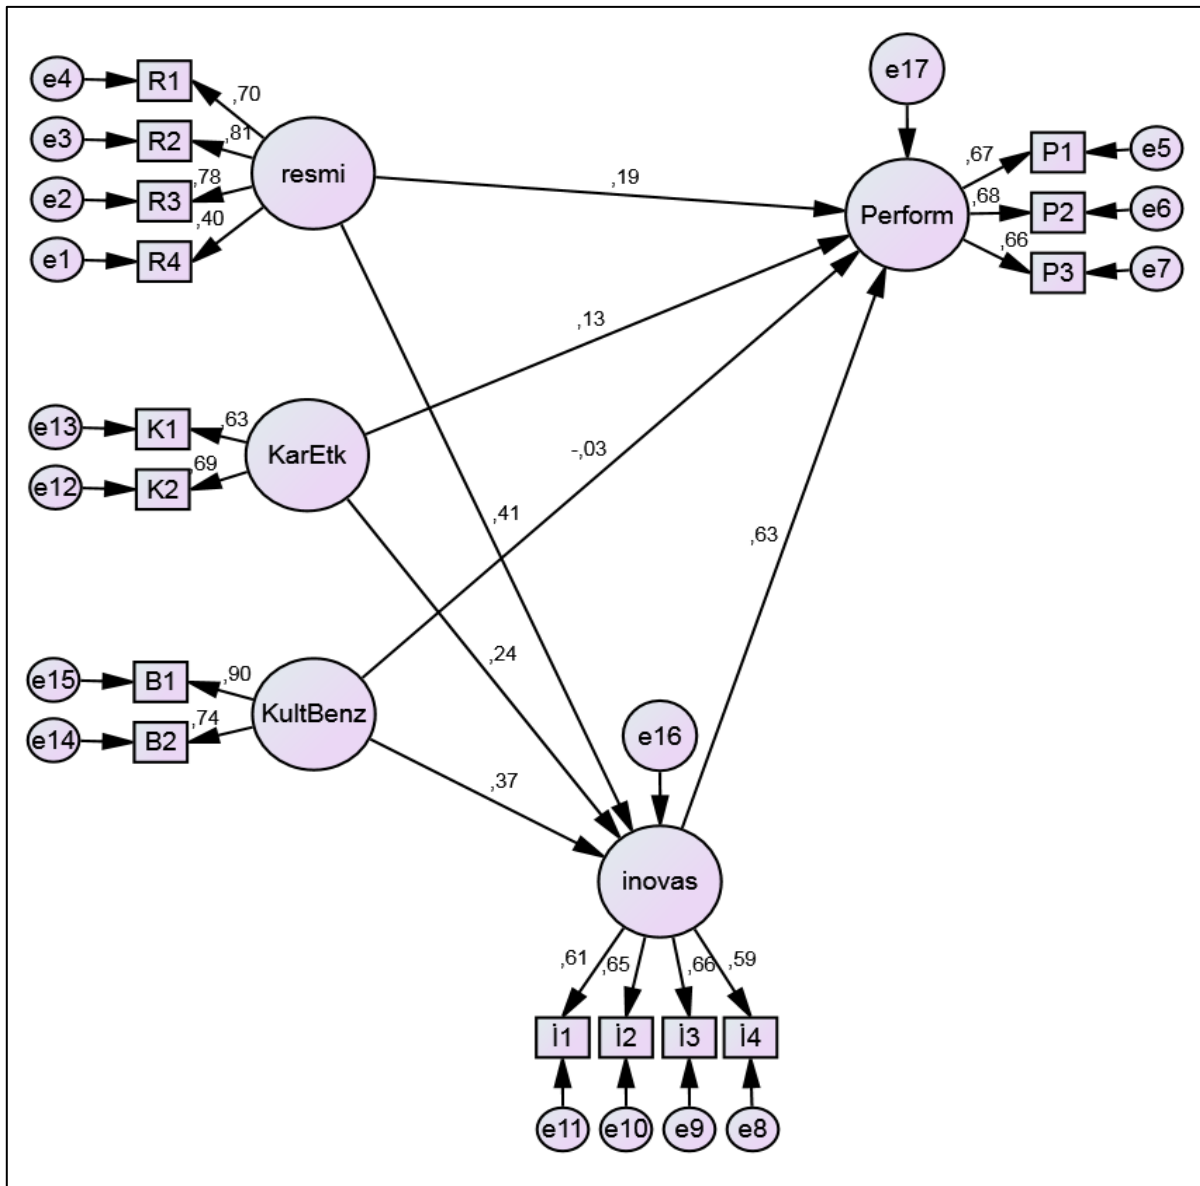 e17
e4
R1
,70
e3
R2
,81
resmi
e2
R3
,78
e1
R4
,40
,19
Perform
,67
P1
e5
,68
P2
e6
,66
P3
e7
,13
e13
K1
,63
KarEtk
e12
K2
,69
-,03
,41
,63
,24
e15
B1
,90
KultBenz
e14
B2
,74
,37
e16
inovas
,61
,65
,66
,59
İ1
İ2
İ3
İ4
e11
e10
e9
e8